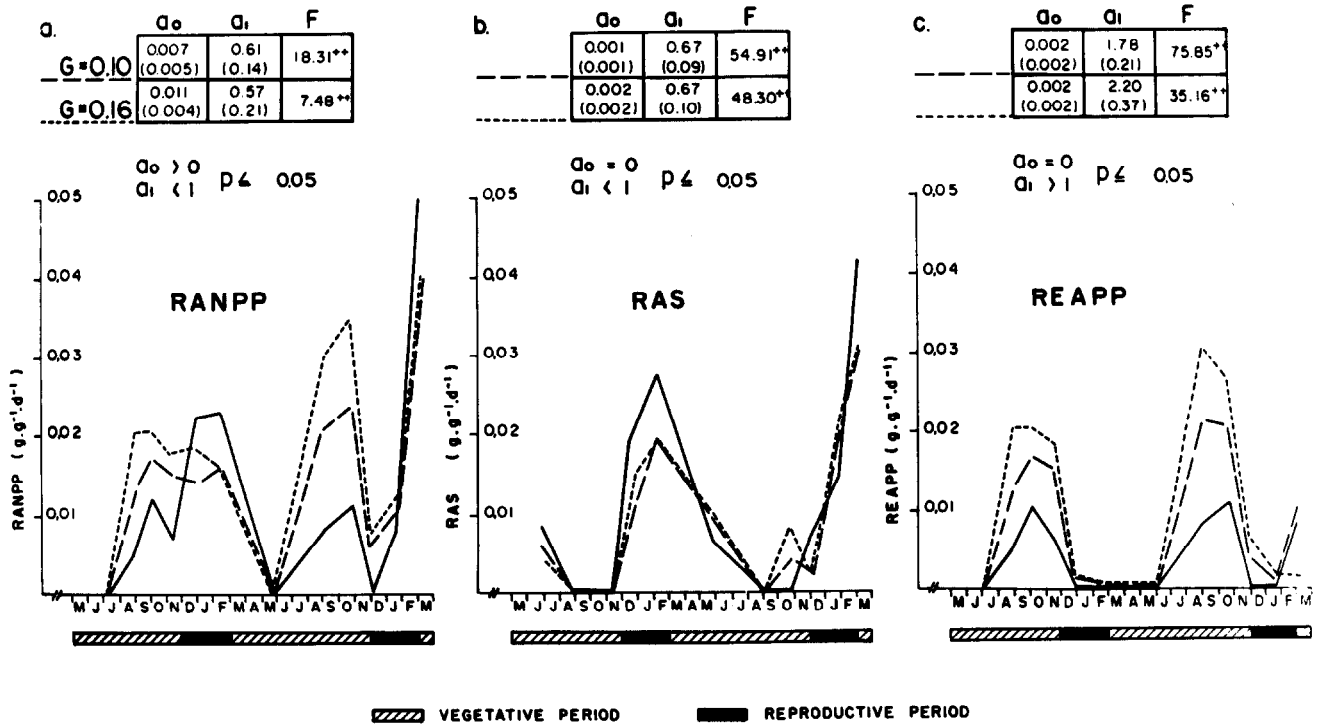 a.
a₀ a₁ F
G=0.10 0.007 (0.005) 0.61 (0.14) 18.31⁺⁺
G=0.16 0.011 (0.004) 0.57 (0.21) 7.48⁺⁺
a₀ > 0
a₁ < 1 P≤ 0.05
0,05
0,04
0,03
0,02
0,01
RANPP
RANPP (g.g⁻¹.d⁻¹)
M J A S O N D J F M A M J J A S O N D J F M
b.
a₀ a₁ F
0.001 (0.001) 0.67 (0.09) 54.91⁺⁺
0.002 (0.002) 0.67 (0.10) 48.30⁺⁺
a₀ = 0
a₁ < 1 P≤ 0.05
0,05
0,04
0,03
0,02
0,01
RAS
RAS (g.g⁻¹.d⁻¹)
M J J A S O N D J F M A M J J A S O N D J F M
c.
a₀ a₁ F
0.002 (0.002) 1.78 (0.21) 75.85⁺⁺
0.002 (0.002) 2.20 (0.37) 35.16⁺⁺
a₀ = 0
a₁ > 1 P≤ 0.05
0,05
0,04
0,03
0,02
0,01
REAPP
REAPP (g.g⁻¹.d⁻¹)
M J J A S O N D J F M A M J J A S O N D J F M
VEGETATIVE PERIOD
REPRODUCTIVE PERIOD